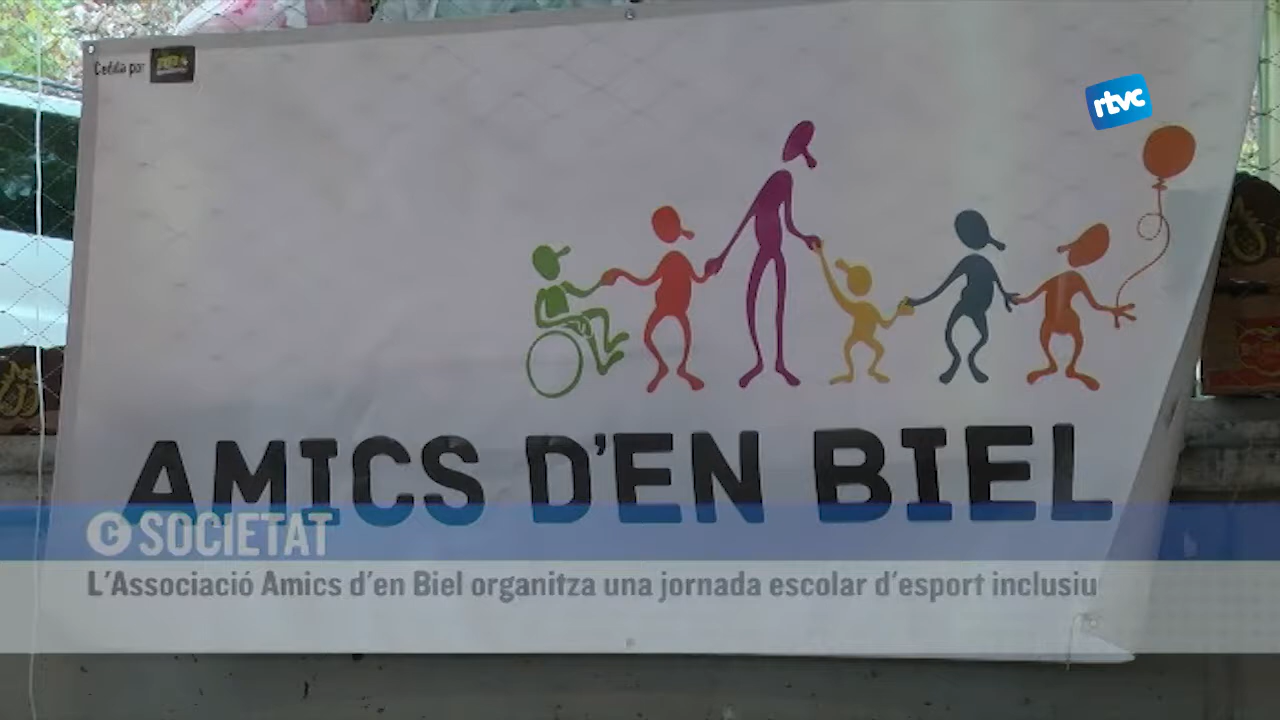 Cedida por
rtvc
AMICS D'EN BIEL
SOCIETAT
L'Associació Amics d'en Biel organitza una jornada escolar d'esport inclusiu